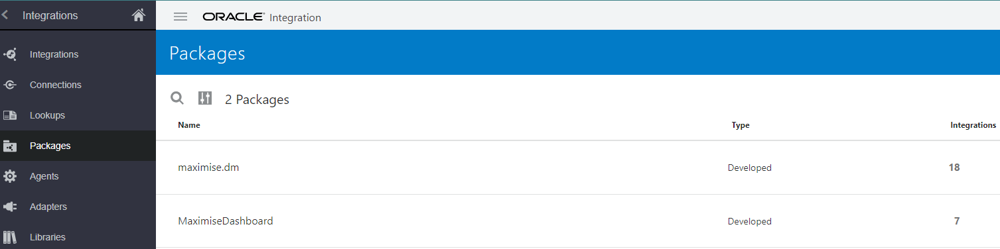 Integrations
ORACLE Integration
Packages
Integrations
Connections
Lookups
Packages
Agents
Adapters
Libraries
2 Packages
Name Type Integrations
maximise.dm Developed 18
MaximiseDashboard Developed 7